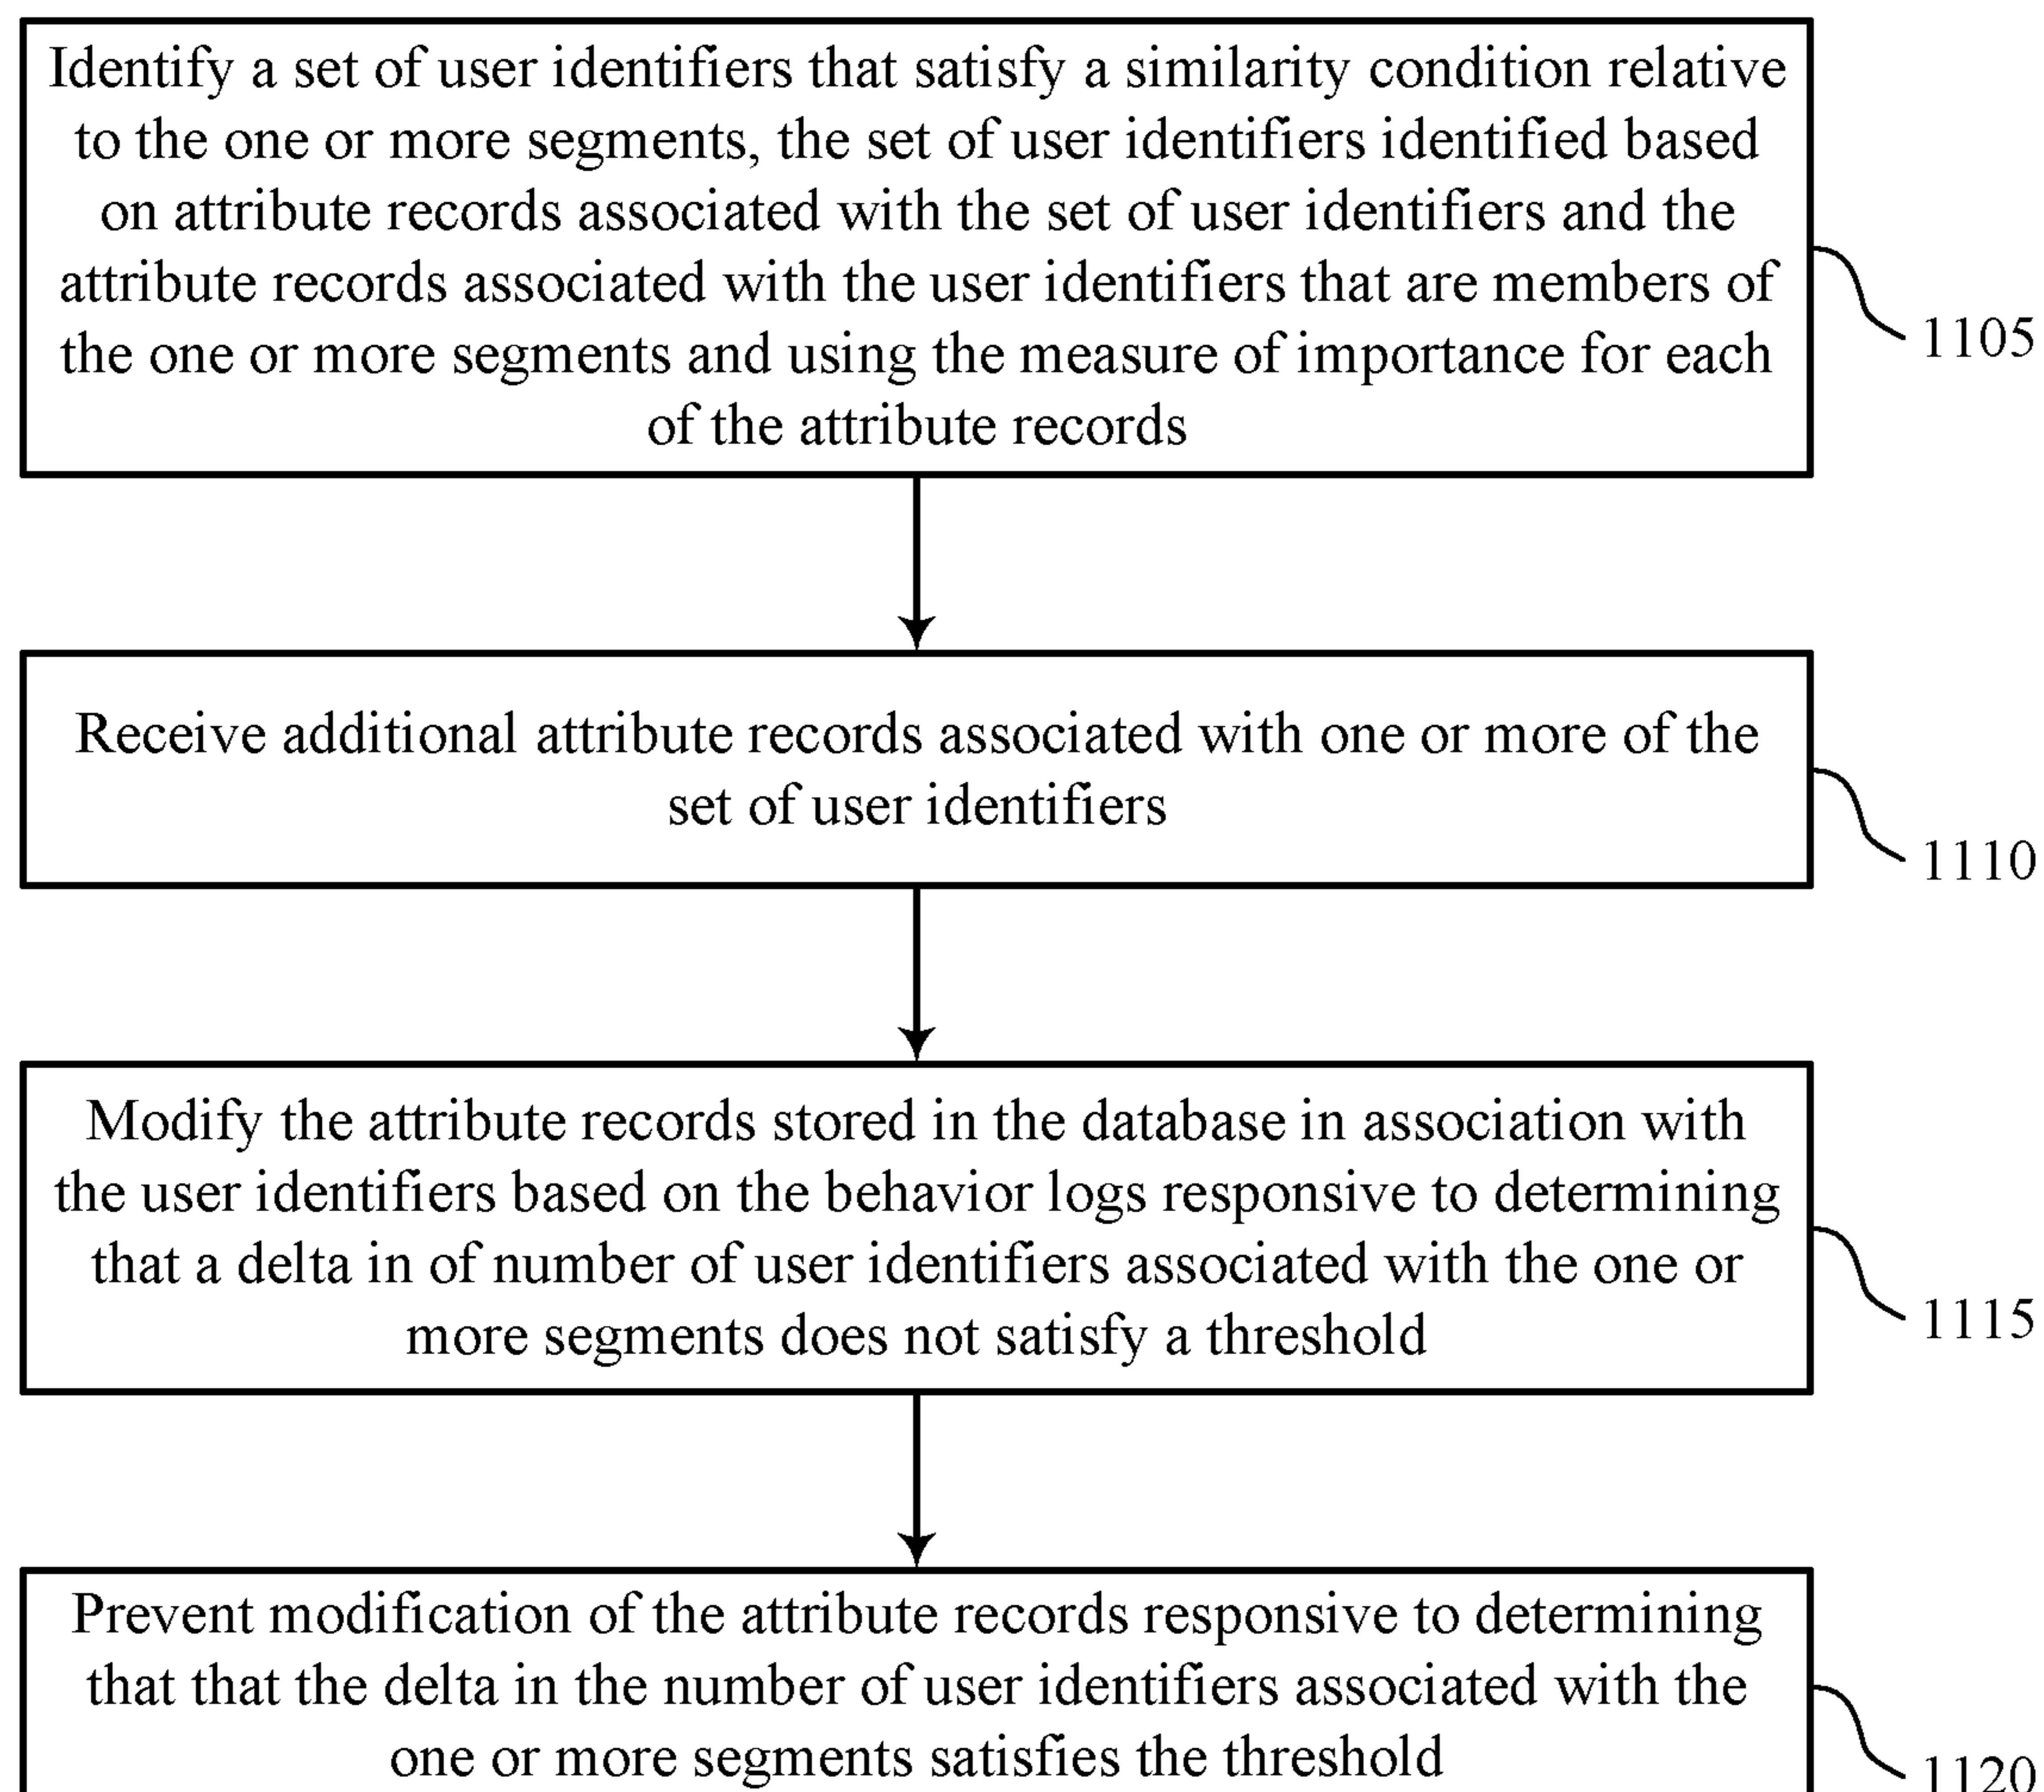 Identify a set of user identifiers that satisfy a similarity condition relative
to the one or more segments, the set of user identifiers identified based
on attribute records associated with the set of user identifiers and the
attribute records associated with the user identifiers that are members of
the one or more segments and using the measure of importance for each
of the attribute records
1105
Receive additional attribute records associated with one or more of the
set of user identifiers
1110
Modify the attribute records stored in the database in association with
the user identifiers based on the behavior logs responsive to determining
that a delta in of number of user identifiers associated with the one or
more segments does not satisfy a threshold
1115
Prevent modification of the attribute records responsive to determining
that that the delta in the number of user identifiers associated with the
one or more segments satisfies the threshold
1120